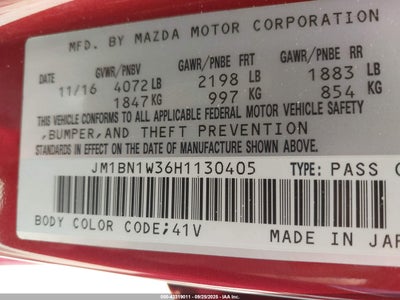 MFD. BY MAZDA MOTOR CORPORATION
GVWR/PNBV GAWR/PNBE FRT GAWR/PNBE RR
11/16 4072 LB 2198 LB 1883 LB
1847 KG 997 KG 854 KG
THIS VEHICLE CONFORMS TO ALL APPLICABLE FEDERAL MOTOR VEHICLE SAFETY,
BUMPER,AND THEFT PREVENTION
STANDARDS IN EFFECT ON THE DATE OF MANUFACTURE SHOWN ABOVE.
JM1BN1W36H1130405 TYPE: PASS
BODY COLOR CODE;41V
MADE IN